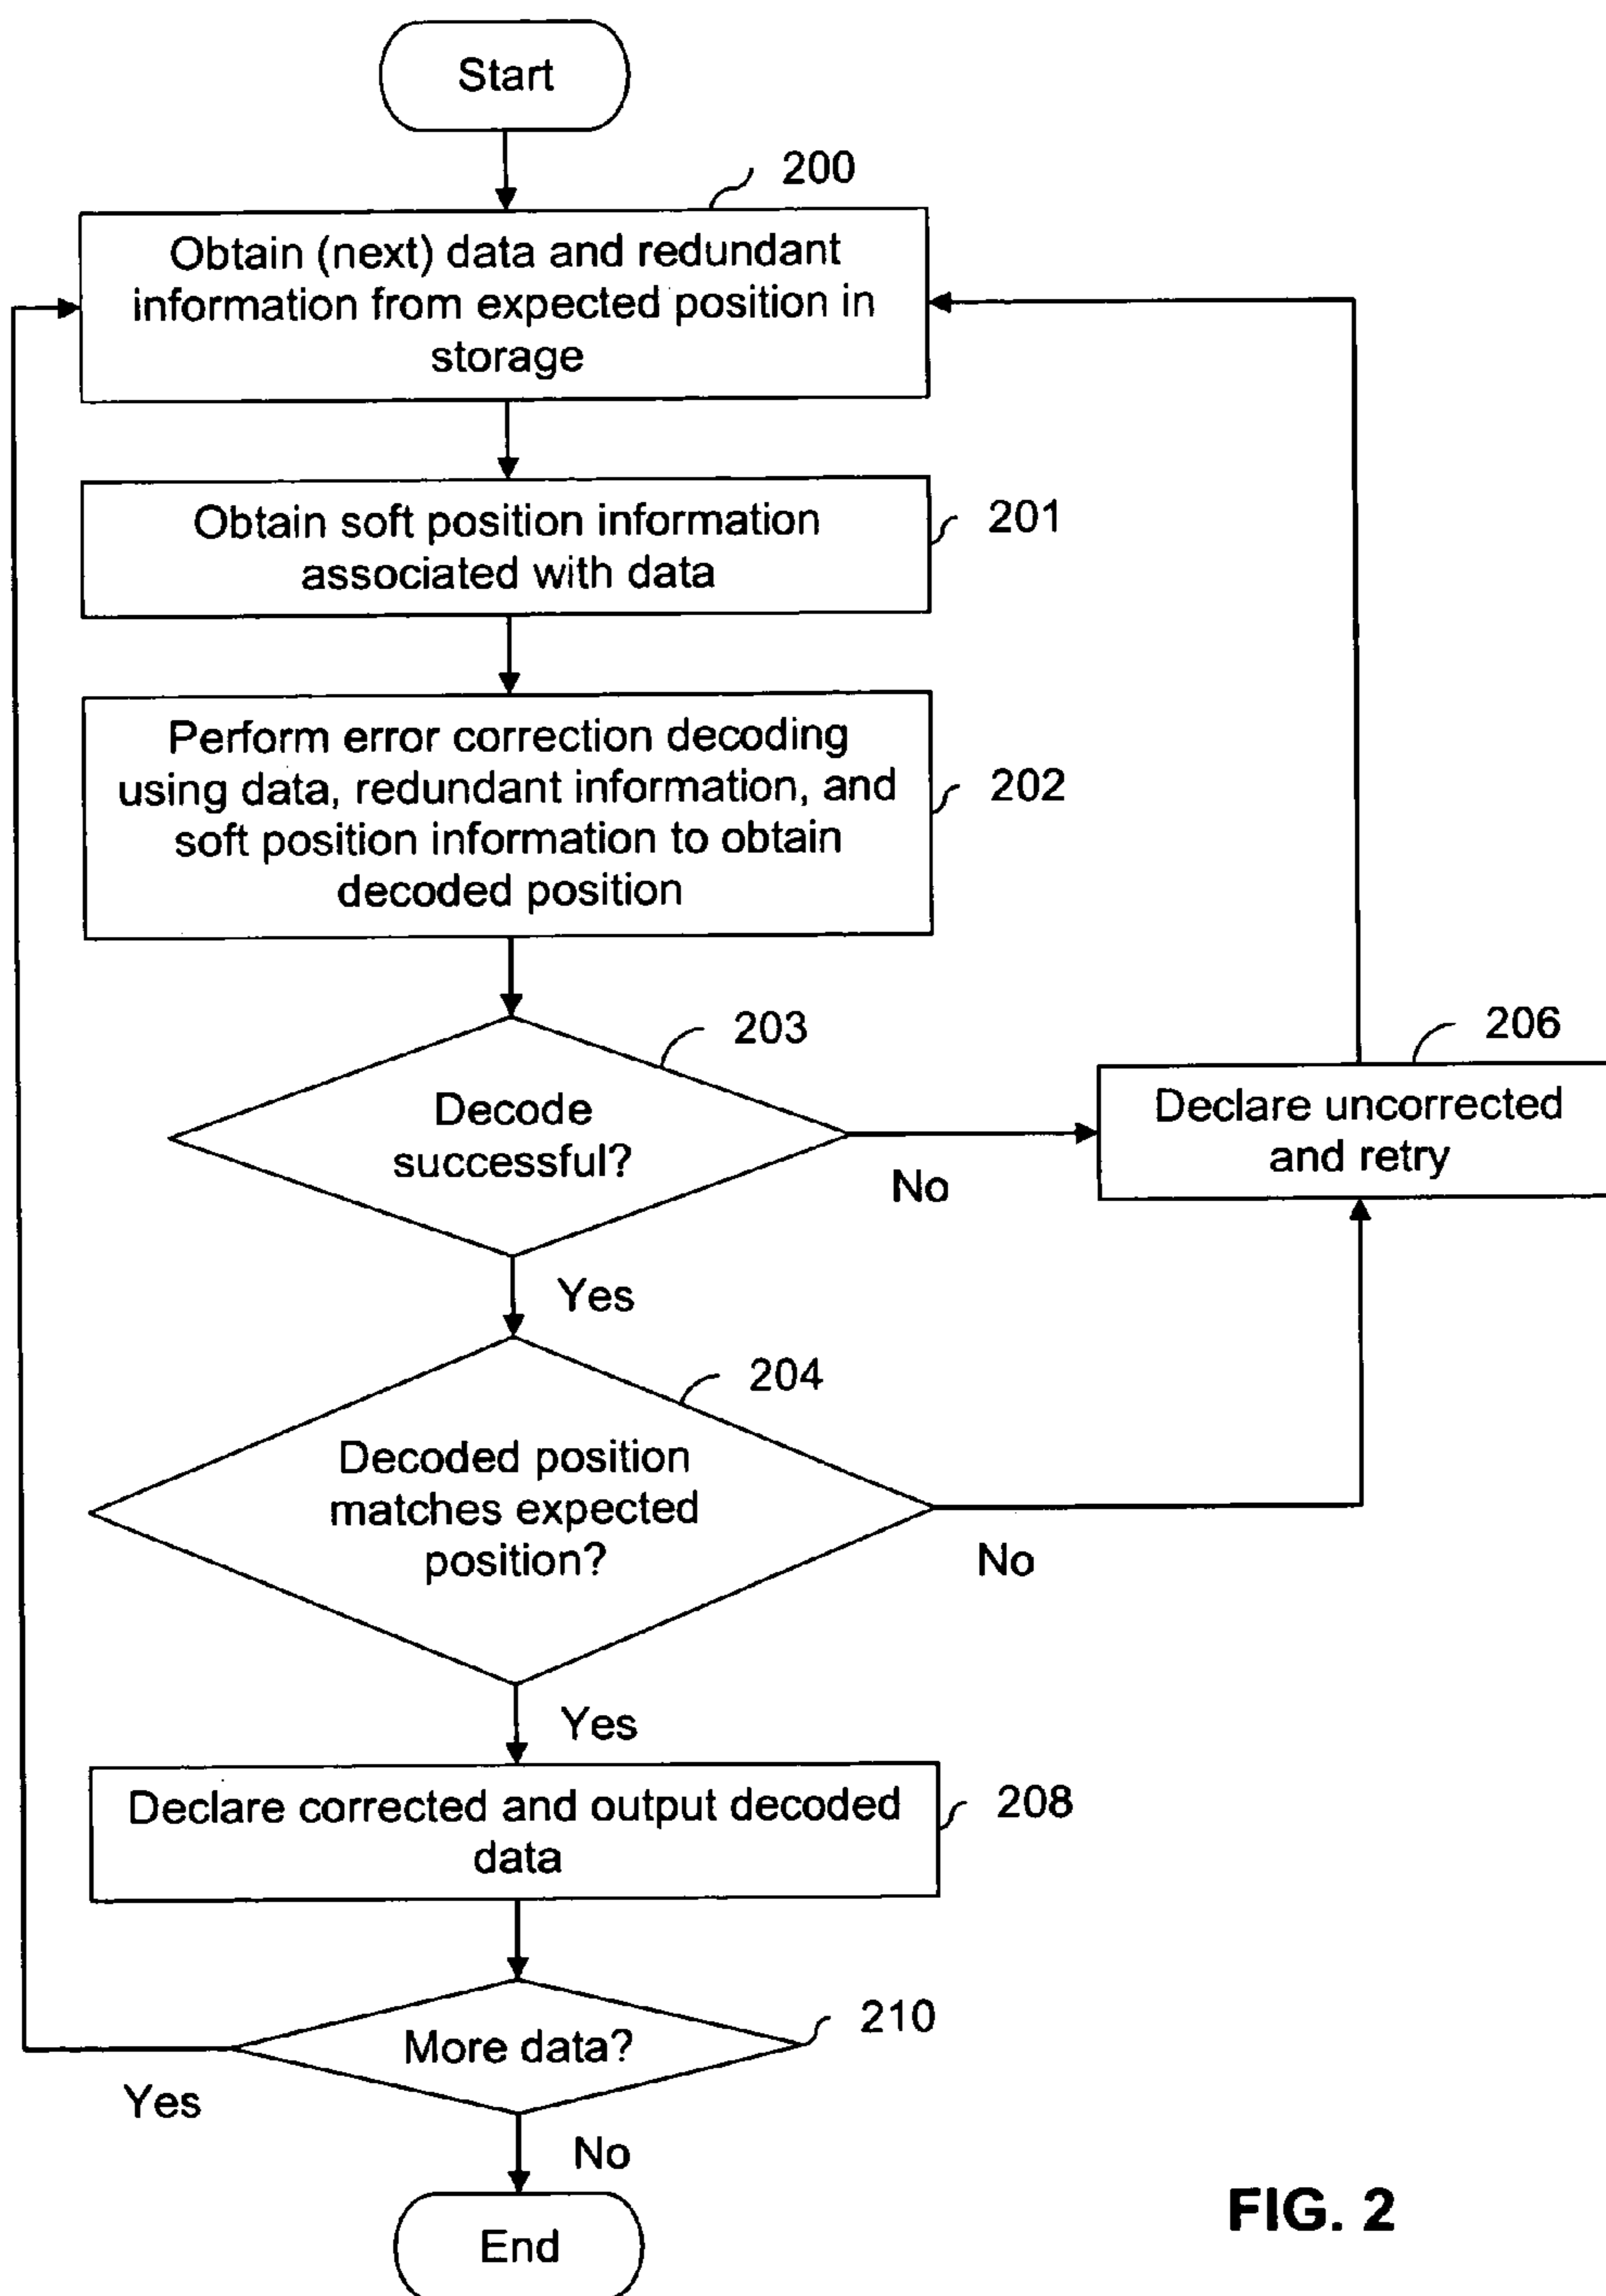 Start
200
Obtain (next) data and redundant
information from expected position in
storage
Obtain soft position information
associated with data
201
Perform error correction decoding
using data, redundant information, and
soft position information to obtain
decoded position
202
203
Decode
successful?
No
206
Declare uncorrected
and retry
Yes
204
Decoded position
matches expected
position?
No
Yes
Declare corrected and output decoded
data
208
More data?
210
Yes
No
End
FIG. 2